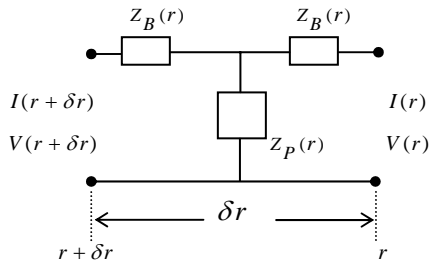 Z_B(r) Z_B(r)
I(r + δr) I(r)
V(r + δr) V(r)
Z_P(r)
δr
r + δr r